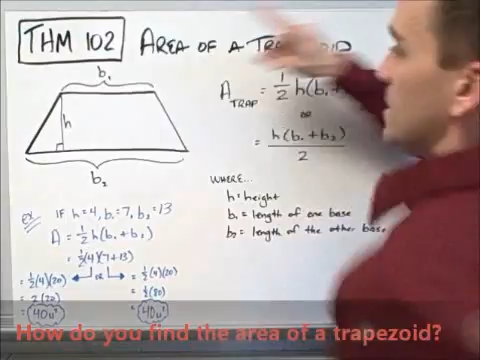 THM 102 AREA OF A TRAPEZOID
b₁
h
b₂
A TRAP = 1/2 h(b₁ +
OR
= h(b₁ + b₂) / 2
WHERE...
h = height
b₁ = length of one base
b₂ = length of the other base
ex. IF h = 4, b₁ = 7, b₂ = 13
A = 1/2 h(b₁ + b₂)
= 1/2 (4)(7+13)
= 1/2 (4)(20) OR = 1/2 (4)(20)
= 2(20) = 1/2 (80)
= 40u² = 40u²
How do you find the area of a trapezoid?